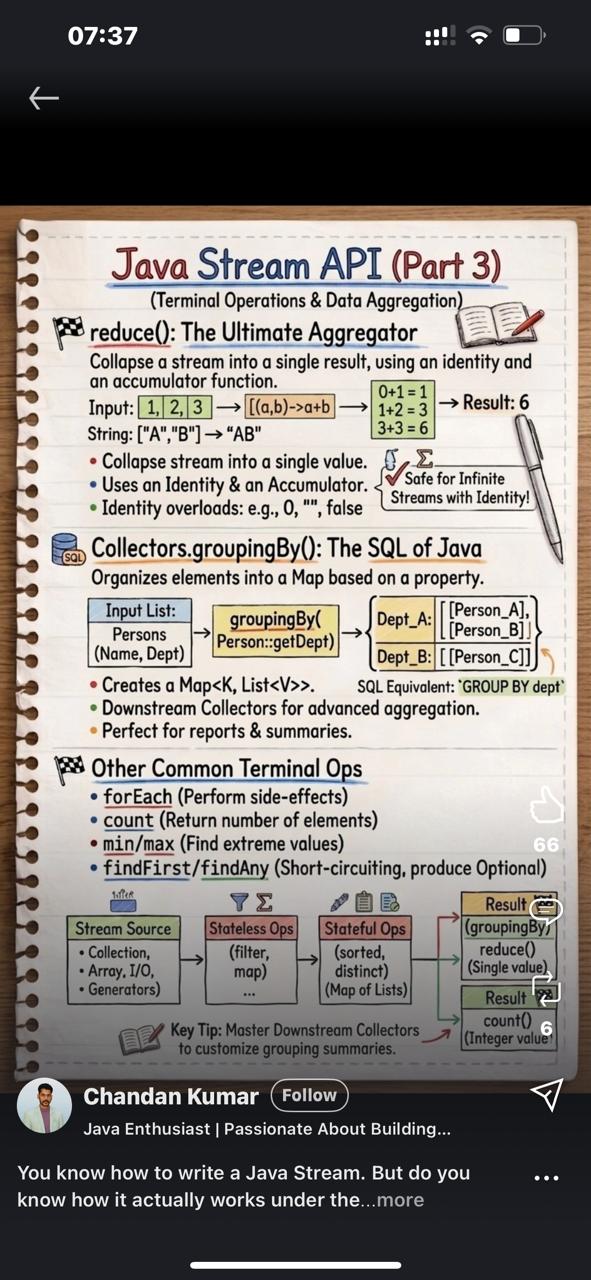 07:37
Java Stream API (Part 3)
(Terminal Operations & Data Aggregation)
reduce(): The Ultimate Aggregator
Collapse a stream into a single result, using an identity and
an accumulator function.
Input: 1, 2, 3 → [(a,b)->a+b → 0+1 = 1
1+2 = 3
3+3 = 6 → Result: 6
String: ["A","B"] → “AB”
• Collapse stream into a single value.
• Uses an Identity & an Accumulator.
• Identity overloads: e.g., 0, "", false
Σ
Safe for Infinite
Streams with Identity!
SQL
Collectors.groupingBy(): The SQL of Java
Organizes elements into a Map based on a property.
Input List:
Persons
(Name, Dept)
groupingBy(
Person::getDept)
Dept_A: [ [Person_A],
[Person_B]
Dept_B: [ [Person_C]]
SQL Equivalent: `GROUP BY dept`
• Creates a Map<K, List<V>>.
• Downstream Collectors for advanced aggregation.
• Perfect for reports & summaries.
Other Common Terminal Ops
• forEach (Perform side-effects)
• count (Return number of elements)
• min/max (Find extreme values)
• findFirst/findAny (Short-circuiting, produce Optional)
66
Stream Source
• Collection,
• Array, I/O,
• Generators)
Σ
Stateless Ops
(filter,
map)
...
Stateful Ops
(sorted,
distinct)
(Map of Lists)
Result
(groupingBy)
reduce()
(Single value)
Result
count()
(Integer value)
6
Key Tip: Master Downstream Collectors
to customize grouping summaries.
Chandan Kumar
Follow
Java Enthusiast | Passionate About Building...
You know how to write a Java Stream. But do you
know how it actually works under the...more